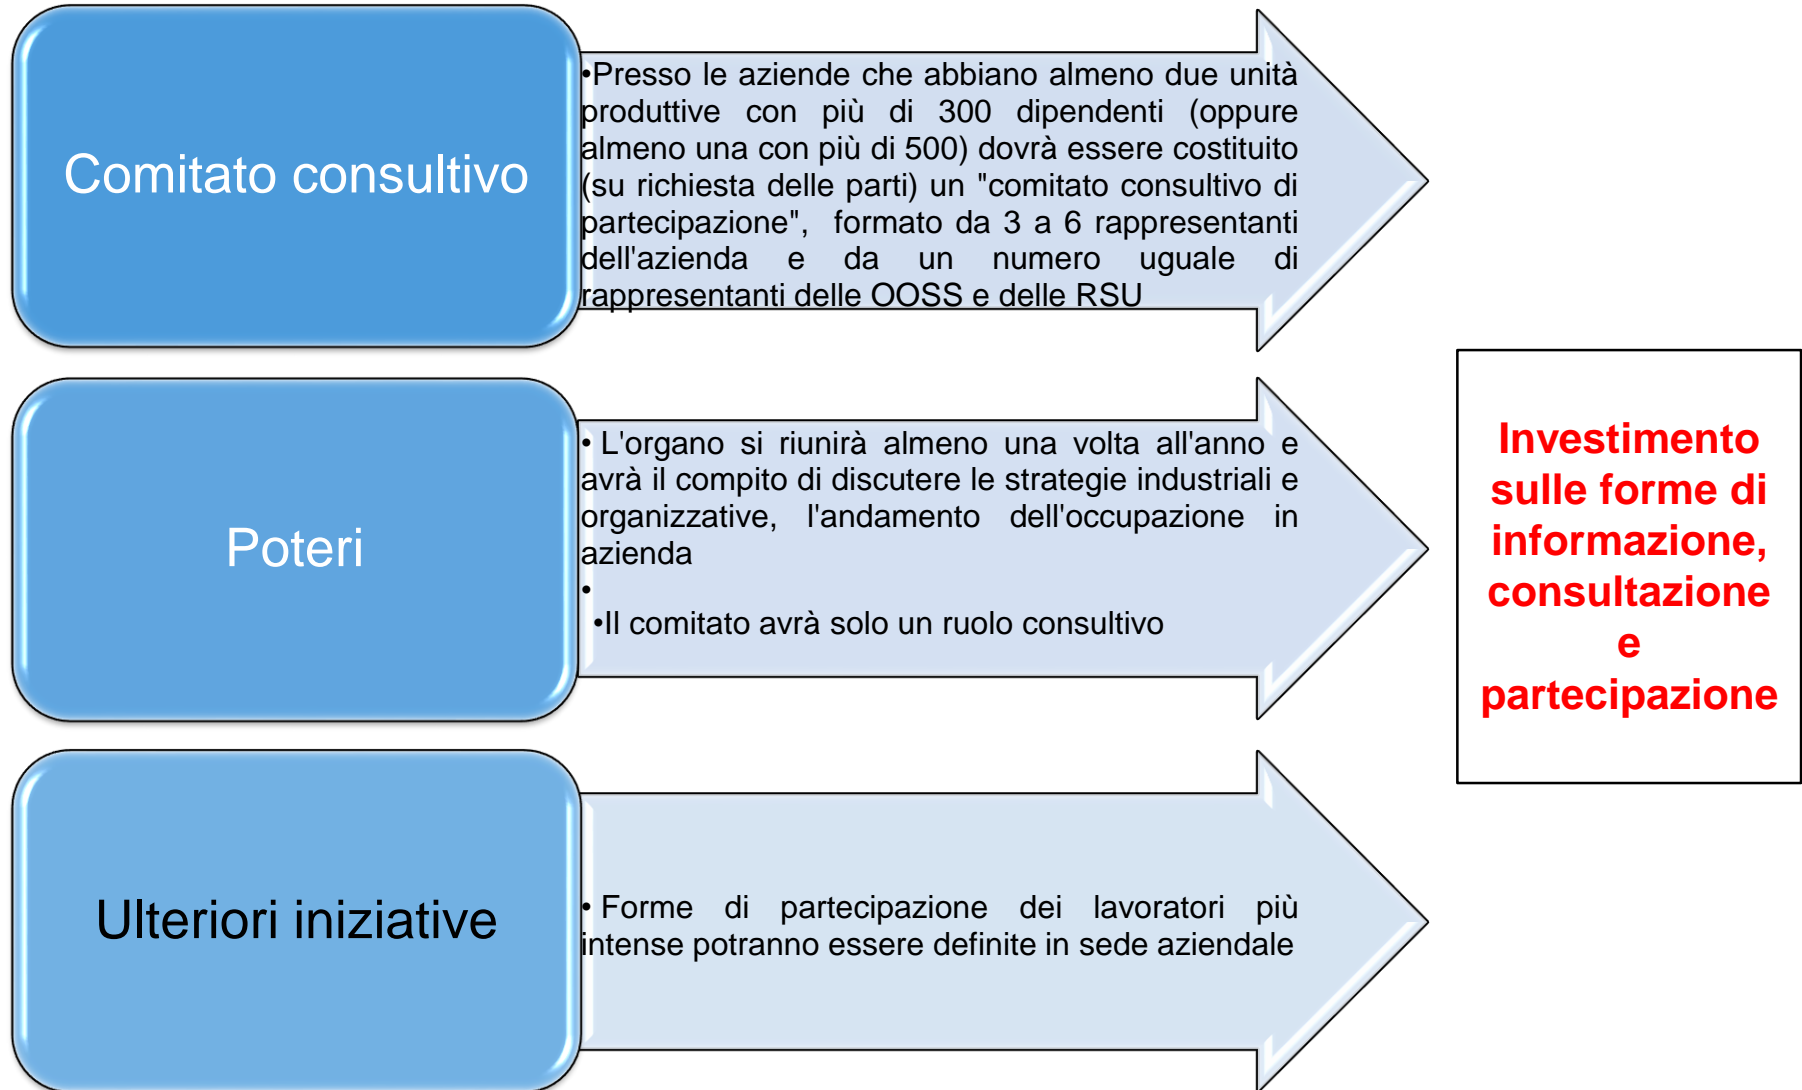 Comitato consultivo
•Presso le aziende che abbiano almeno due unità
produttive con più di 300 dipendenti (oppure
almeno una con più di 500) dovrà essere costituito
(su richiesta delle parti) un "comitato consultivo di
partecipazione", formato da 3 a 6 rappresentanti
dell'azienda e da un numero uguale di
rappresentanti delle OOSS e delle RSU
Poteri
• L'organo si riunirà almeno una volta all'anno e
avrà il compito di discutere le strategie industriali e
organizzative, l'andamento dell'occupazione in
azienda
•
•Il comitato avrà solo un ruolo consultivo
Ulteriori iniziative
• Forme di partecipazione dei lavoratori più
intense potranno essere definite in sede aziendale
Investimento
sulle forme di
informazione,
consultazione
e
partecipazione